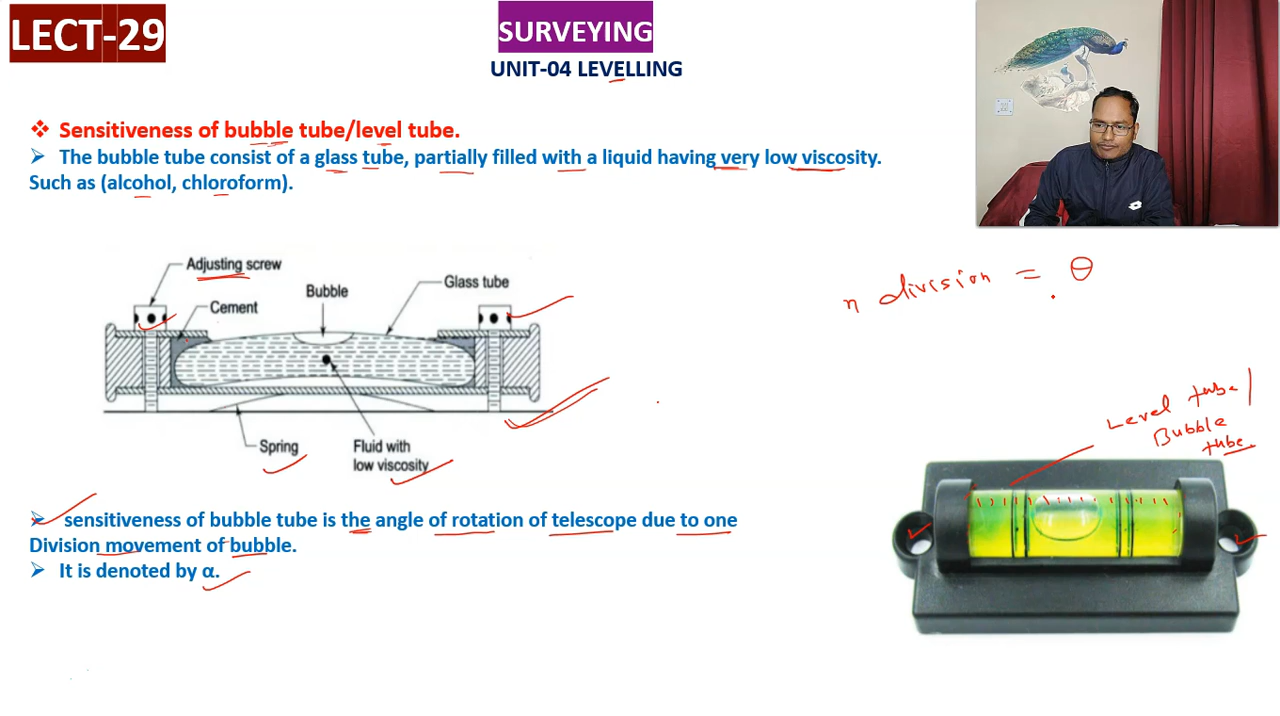 LECT-29
SURVEYING
UNIT-04 LEVELLING
❖ Sensitiveness of bubble tube/level tube.
➤ The bubble tube consist of a glass tube, partially filled with a liquid having very low viscosity.
Such as (alcohol, chloroform).
Adjusting screw
Cement
Bubble
Glass tube
Spring
Fluid with
low viscosity
n division = θ
Level tube/
Bubble
tube
➤ sensitiveness of bubble tube is the angle of rotation of telescope due to one
Division movement of bubble.
➤ It is denoted by α.